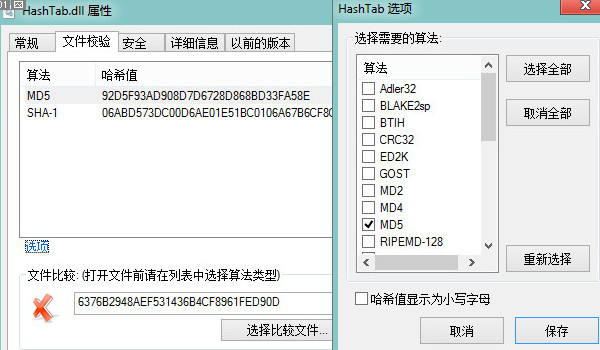 HashTab.dll 属性
常规
文件校验
安全
详细信息
以前的版本
算法
哈希值
MD5
92D5F93AD908D7D6728D868BD33FA58E
SHA-1
06ABD573DC00D6AE01E51BC0106A67B6CF8C
选项
文件比较: (打开文件前请在列表中选择算法类型)
6376B2948AEF531436B4CF8961FED90D
选择比较文件...
HashTab 选项
选择需要的算法:
算法
Adler32
BLAKE2sp
BTIH
CRC32
ED2K
GOST
MD2
MD4
MD5
RIPEMD-128
选择全部
取消全部
重新选择
哈希值显示为小写字母
取消
保存